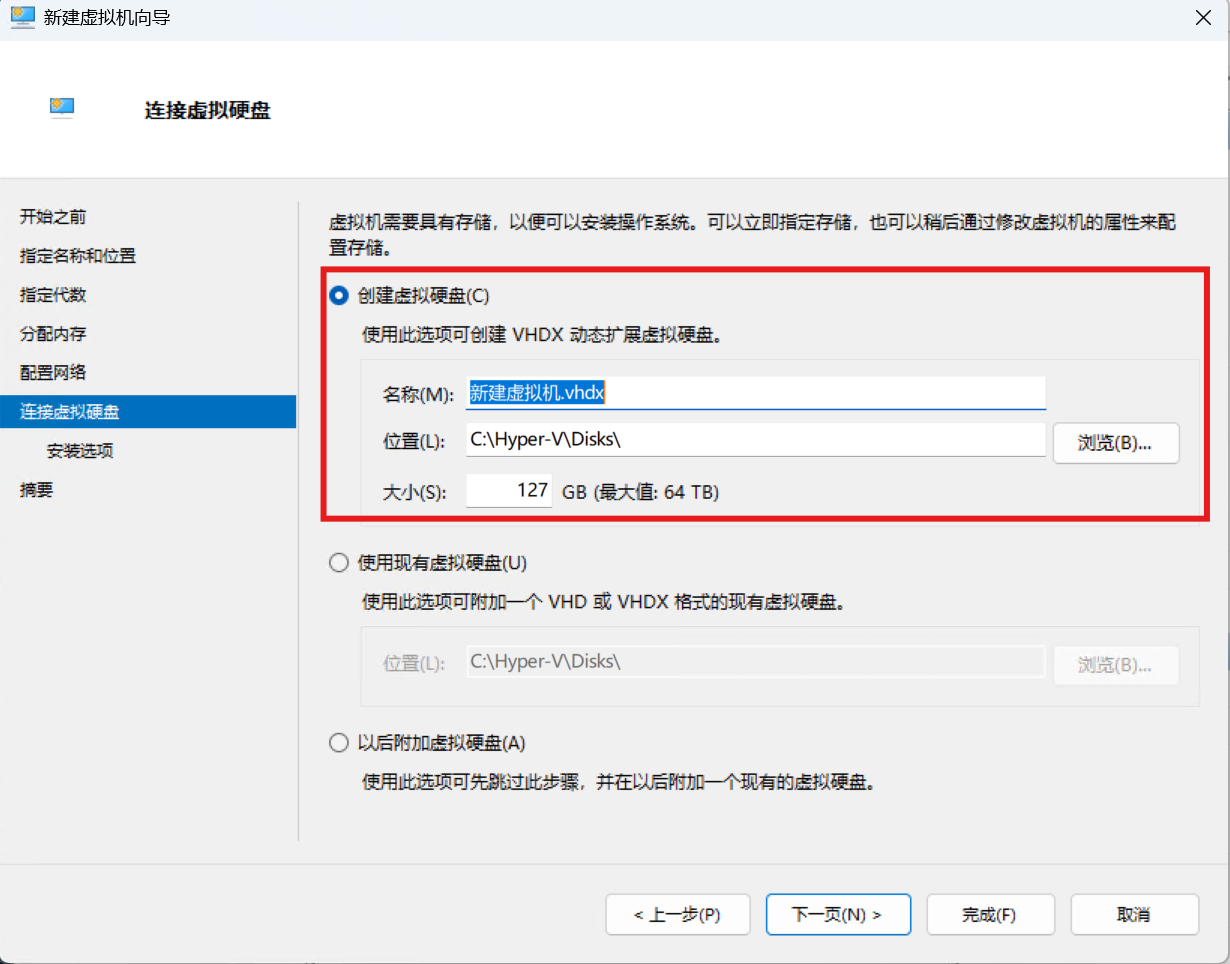 新建虚拟机向导
连接虚拟硬盘
开始之前
指定名称和位置
指定代数
分配内存
配置网络
连接虚拟硬盘
安装选项
摘要
虚拟机需要具有存储，以便可以安装操作系统。可以立即指定存储，也可以稍后通过修改虚拟机的属性来配
置存储。
创建虚拟硬盘(C)
使用此选项可创建 VHDX 动态扩展虚拟硬盘。
名称(M): 新建虚拟机.vhdx
位置(L): C:\Hyper-V\Disks\ 浏览(B)...
大小(S): 127 GB (最大值: 64 TB)
使用现有虚拟硬盘(U)
使用此选项可附加一个 VHD 或 VHDX 格式的现有虚拟硬盘。
位置(L): C:\Hyper-V\Disks\ 浏览(B)...
以后附加虚拟硬盘(A)
使用此选项可先跳过此步骤，并在以后附加一个现有的虚拟硬盘。
< 上一步(P) 下一页(N) > 完成(F) 取消